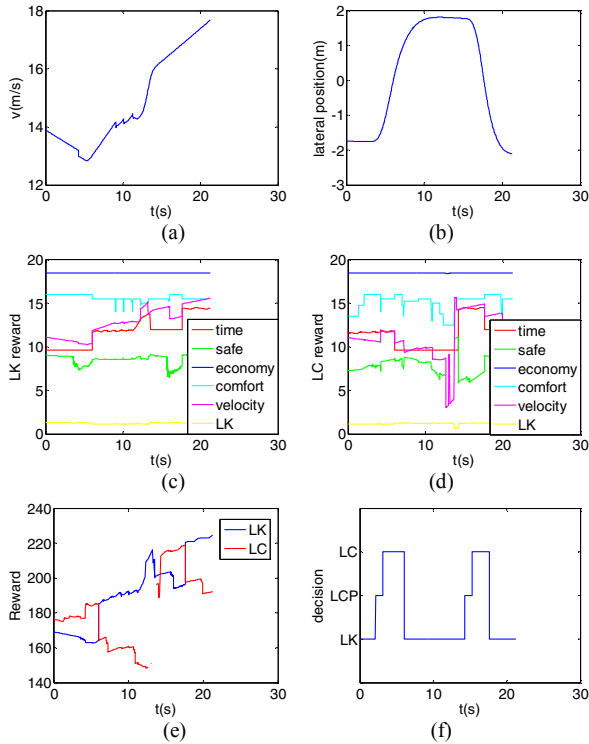 18
16
14
12
v(m/s)
0 10 20 30
t(s)
(a)
2
1
0
-1
-2
-3
lateral position(m)
0 10 20 30
t(s)
(b)
20
15
10
5
0
LK reward
time
safe
economy
comfort
velocity
LK
0 10 20 30
t(s)
(c)
20
15
10
5
0
LC reward
time
safe
economy
comfort
velocity
LK
0 10 20 30
t(s)
(d)
240
220
200
180
160
140
Reward
LK
LC
0 10 20 30
t(s)
(e)
LC
LCP
LK
decision
0 10 20 30
t(s)
(f)